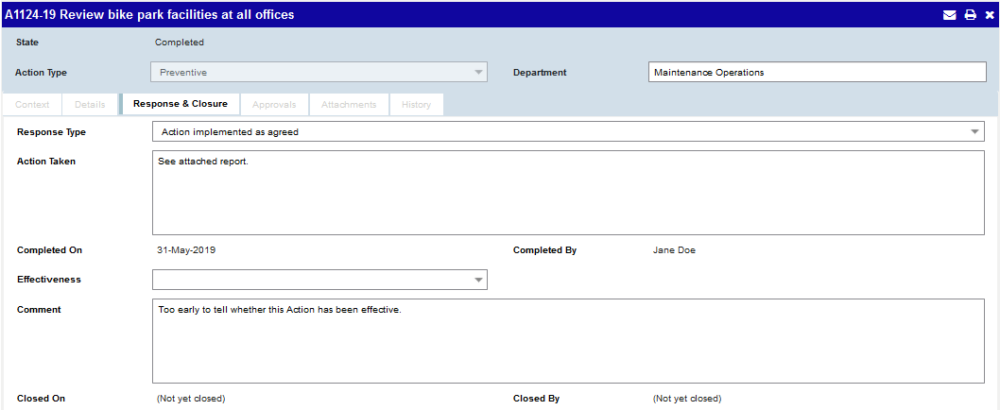 A1124-19 Review bike park facilities at all offices
State Completed
Action Type Preventive Department Maintenance Operations
Context Details Response & Closure Approvals Attachments History
Response Type Action implemented as agreed
Action Taken See attached report.
Completed On 31-May-2019 Completed By Jane Doe
Effectiveness
Comment Too early to tell whether this Action has been effective.
Closed On (Not yet closed) Closed By (Not yet closed)